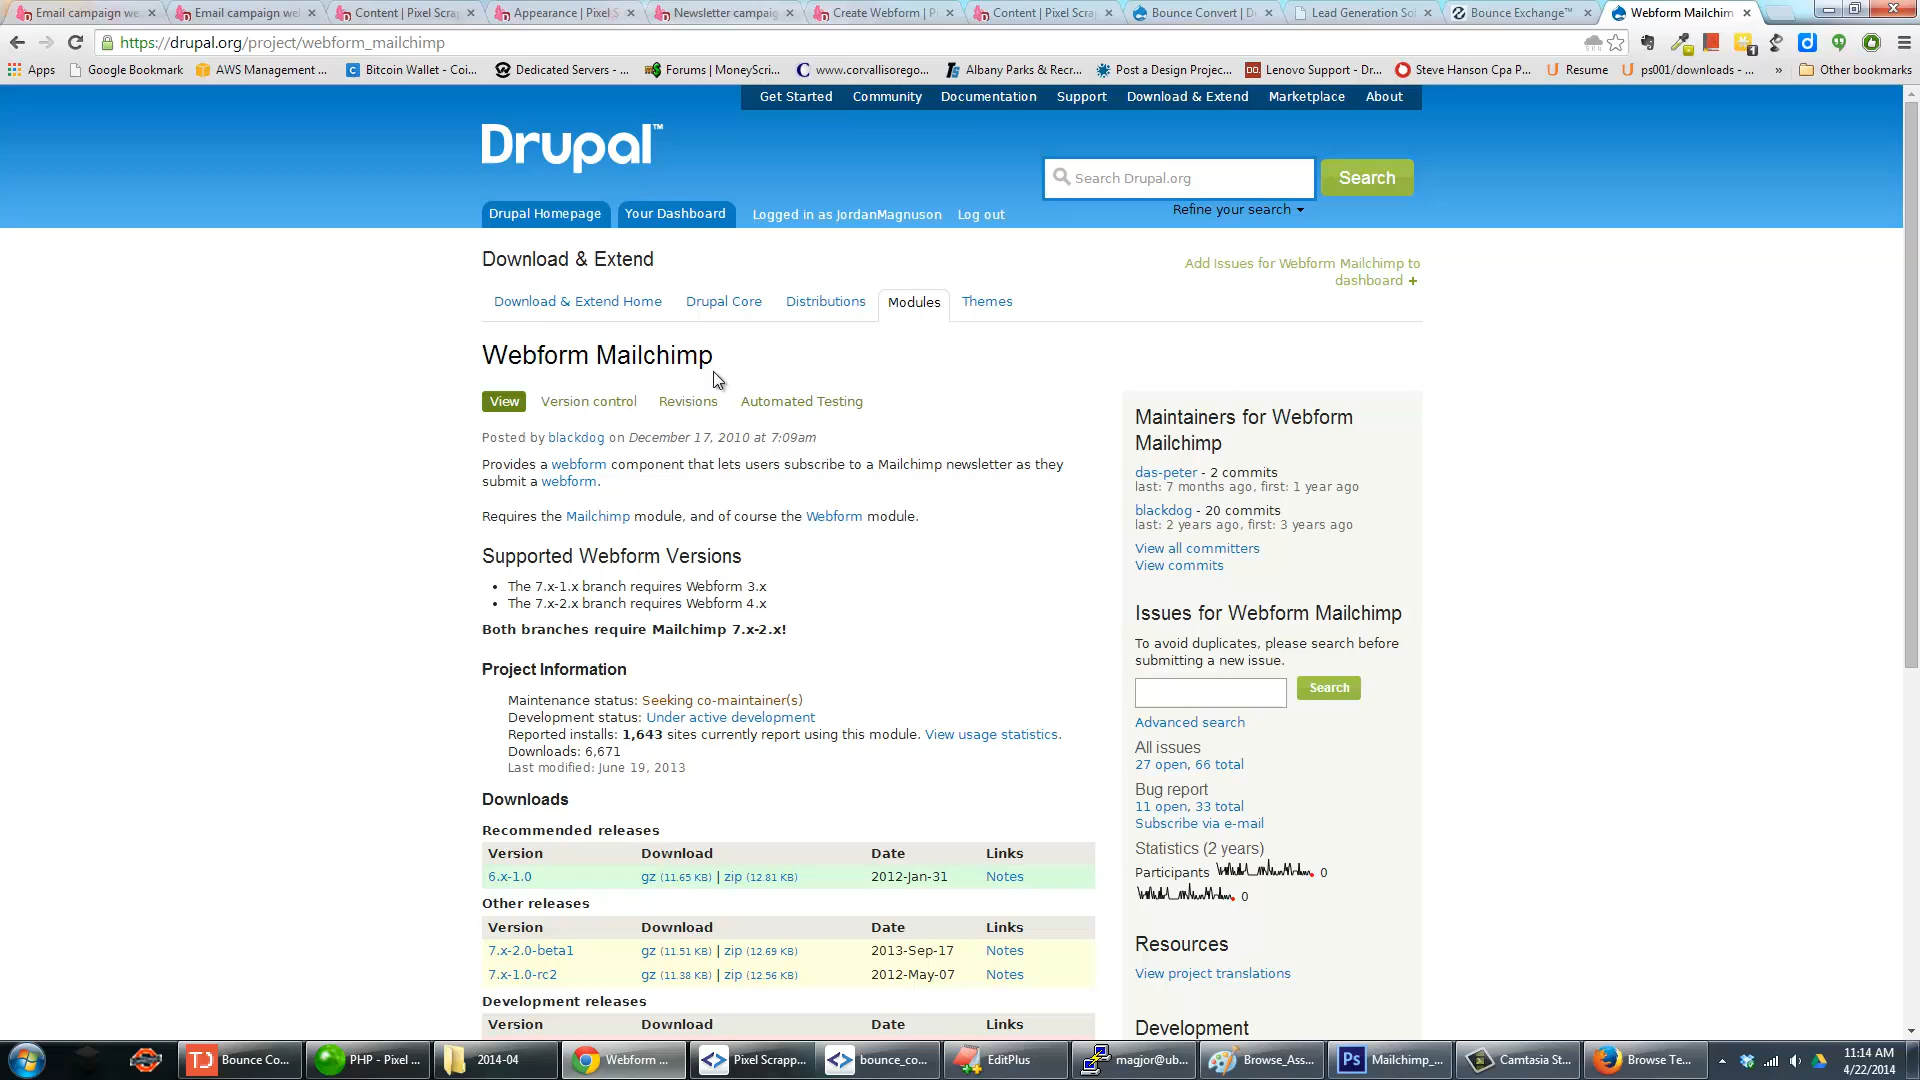 Email campaign we
Email campaign we
Content | Pixel Scrap
Appearance | Pixel S
Newsletter campaig
Create Webform | P
Content | Pixel Scra
Bounce Convert | D
Lead Generation Sol
Bounce Exchange™
Webform Mailchim
https://drupal.org/project/webform_mailchimp
Apps
Google Bookmark
AWS Management ...
Bitcoin Wallet - Coi...
Dedicated Servers - ...
Forums | MoneyScri...
www.corvallisorego...
Albany Parks & Recr...
Post a Design Projec...
Lenovo Support - Dr...
Steve Hanson Cpa P...
Resume
ps001/downloads - ...
»
Other bookmarks
Get Started
Community
Documentation
Support
Download & Extend
Marketplace
About
Drupal™
Search Drupal.org
Search
Refine your search
Drupal Homepage
Your Dashboard
Logged in as JordanMagnuson
Log out
Download & Extend
Add Issues for Webform Mailchimp to
dashboard +
Download & Extend Home
Drupal Core
Distributions
Modules
Themes
Webform Mailchimp
View
Version control
Revisions
Automated Testing
Posted by blackdog on December 17, 2010 at 7:09am
Provides a webform component that lets users subscribe to a Mailchimp newsletter as they
submit a webform.
Requires the Mailchimp module, and of course the Webform module.
Supported Webform Versions
• The 7.x-1.x branch requires Webform 3.x
• The 7.x-2.x branch requires Webform 4.x
Both branches require Mailchimp 7.x-2.x!
Project Information
Maintenance status: Seeking co-maintainer(s)
Development status: Under active development
Reported installs: 1,643 sites currently report using this module. View usage statistics.
Downloads: 6,671
Last modified: June 19, 2013
Downloads
Recommended releases
Version Download Date Links
6.x-1.0 gz (11.65 KB) | zip (12.81 KB) 2012-Jan-31 Notes
Other releases
Version Download Date Links
7.x-2.0-beta1 gz (11.51 KB) | zip (12.69 KB) 2013-Sep-17 Notes
7.x-1.0-rc2 gz (11.38 KB) | zip (12.56 KB) 2012-May-07 Notes
Development releases
Version Download Date Links
Maintainers for Webform
Mailchimp
das-peter - 2 commits
last: 7 months ago, first: 1 year ago
blackdog - 20 commits
last: 2 years ago, first: 3 years ago
View all committers
View commits
Issues for Webform Mailchimp
To avoid duplicates, please search before
submitting a new issue.
Search
Advanced search
All issues
27 open, 66 total
Bug report
11 open, 33 total
Subscribe via e-mail
Statistics (2 years)
Participants 0
0
Resources
View project translations
Development
Bounce Co...
PHP - Pixel ...
2014-04
Webform ...
Pixel Scrapp...
bounce_co...
EditPlus
magjor@ub...
Browse_Ass...
Mailchimp_...
Camtasia St...
Browse Te...
11:14 AM
4/22/2014